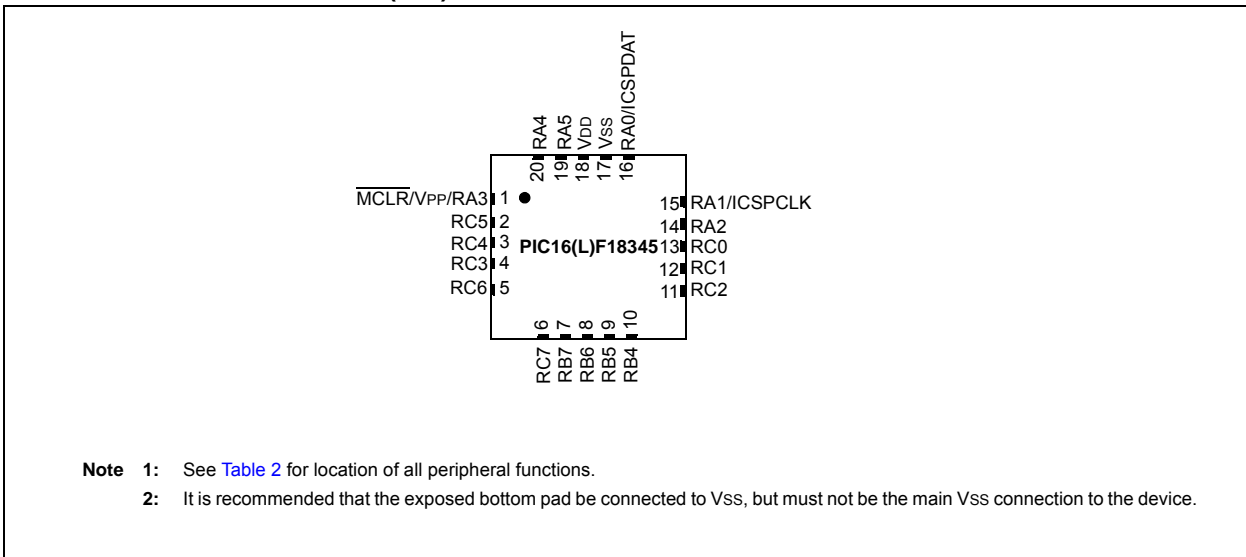 20 RA4
19 RA5
18 VDD
17 VSS
16 RA0/ICSPDAT
MCLR/VPP/RA3 1
RC5 2
RC4 3
RC3 4
RC6 5
PIC16(L)F18345
15 RA1/ICSPCLK
14 RA2
13 RC0
12 RC1
11 RC2
6 RC7
7 RB7
8 RB6
9 RB5
10 RB4
Note 1: See Table 2 for location of all peripheral functions.
2: It is recommended that the exposed bottom pad be connected to VSS, but must not be the main VSS connection to the device.